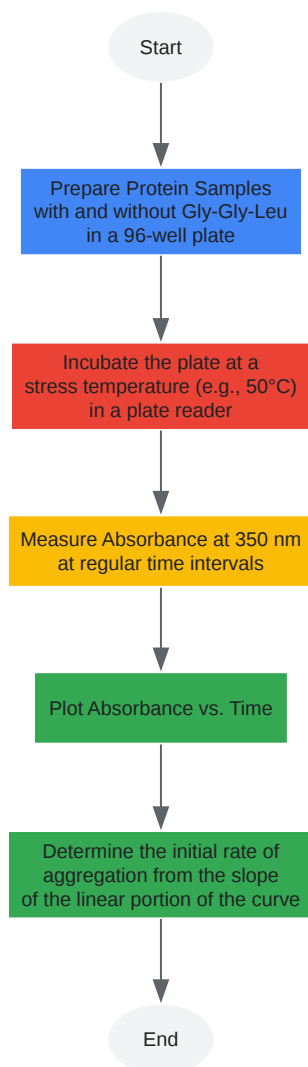 Start
Prepare Protein Samples
with and without Gly-Gly-Leu
in a 96-well plate
Incubate the plate at a
stress temperature (e.g., 50°C)
in a plate reader
Measure Absorbance at 350 nm
at regular time intervals
Plot Absorbance vs. Time
Determine the initial rate of
aggregation from the slope
of the linear portion of the curve
End